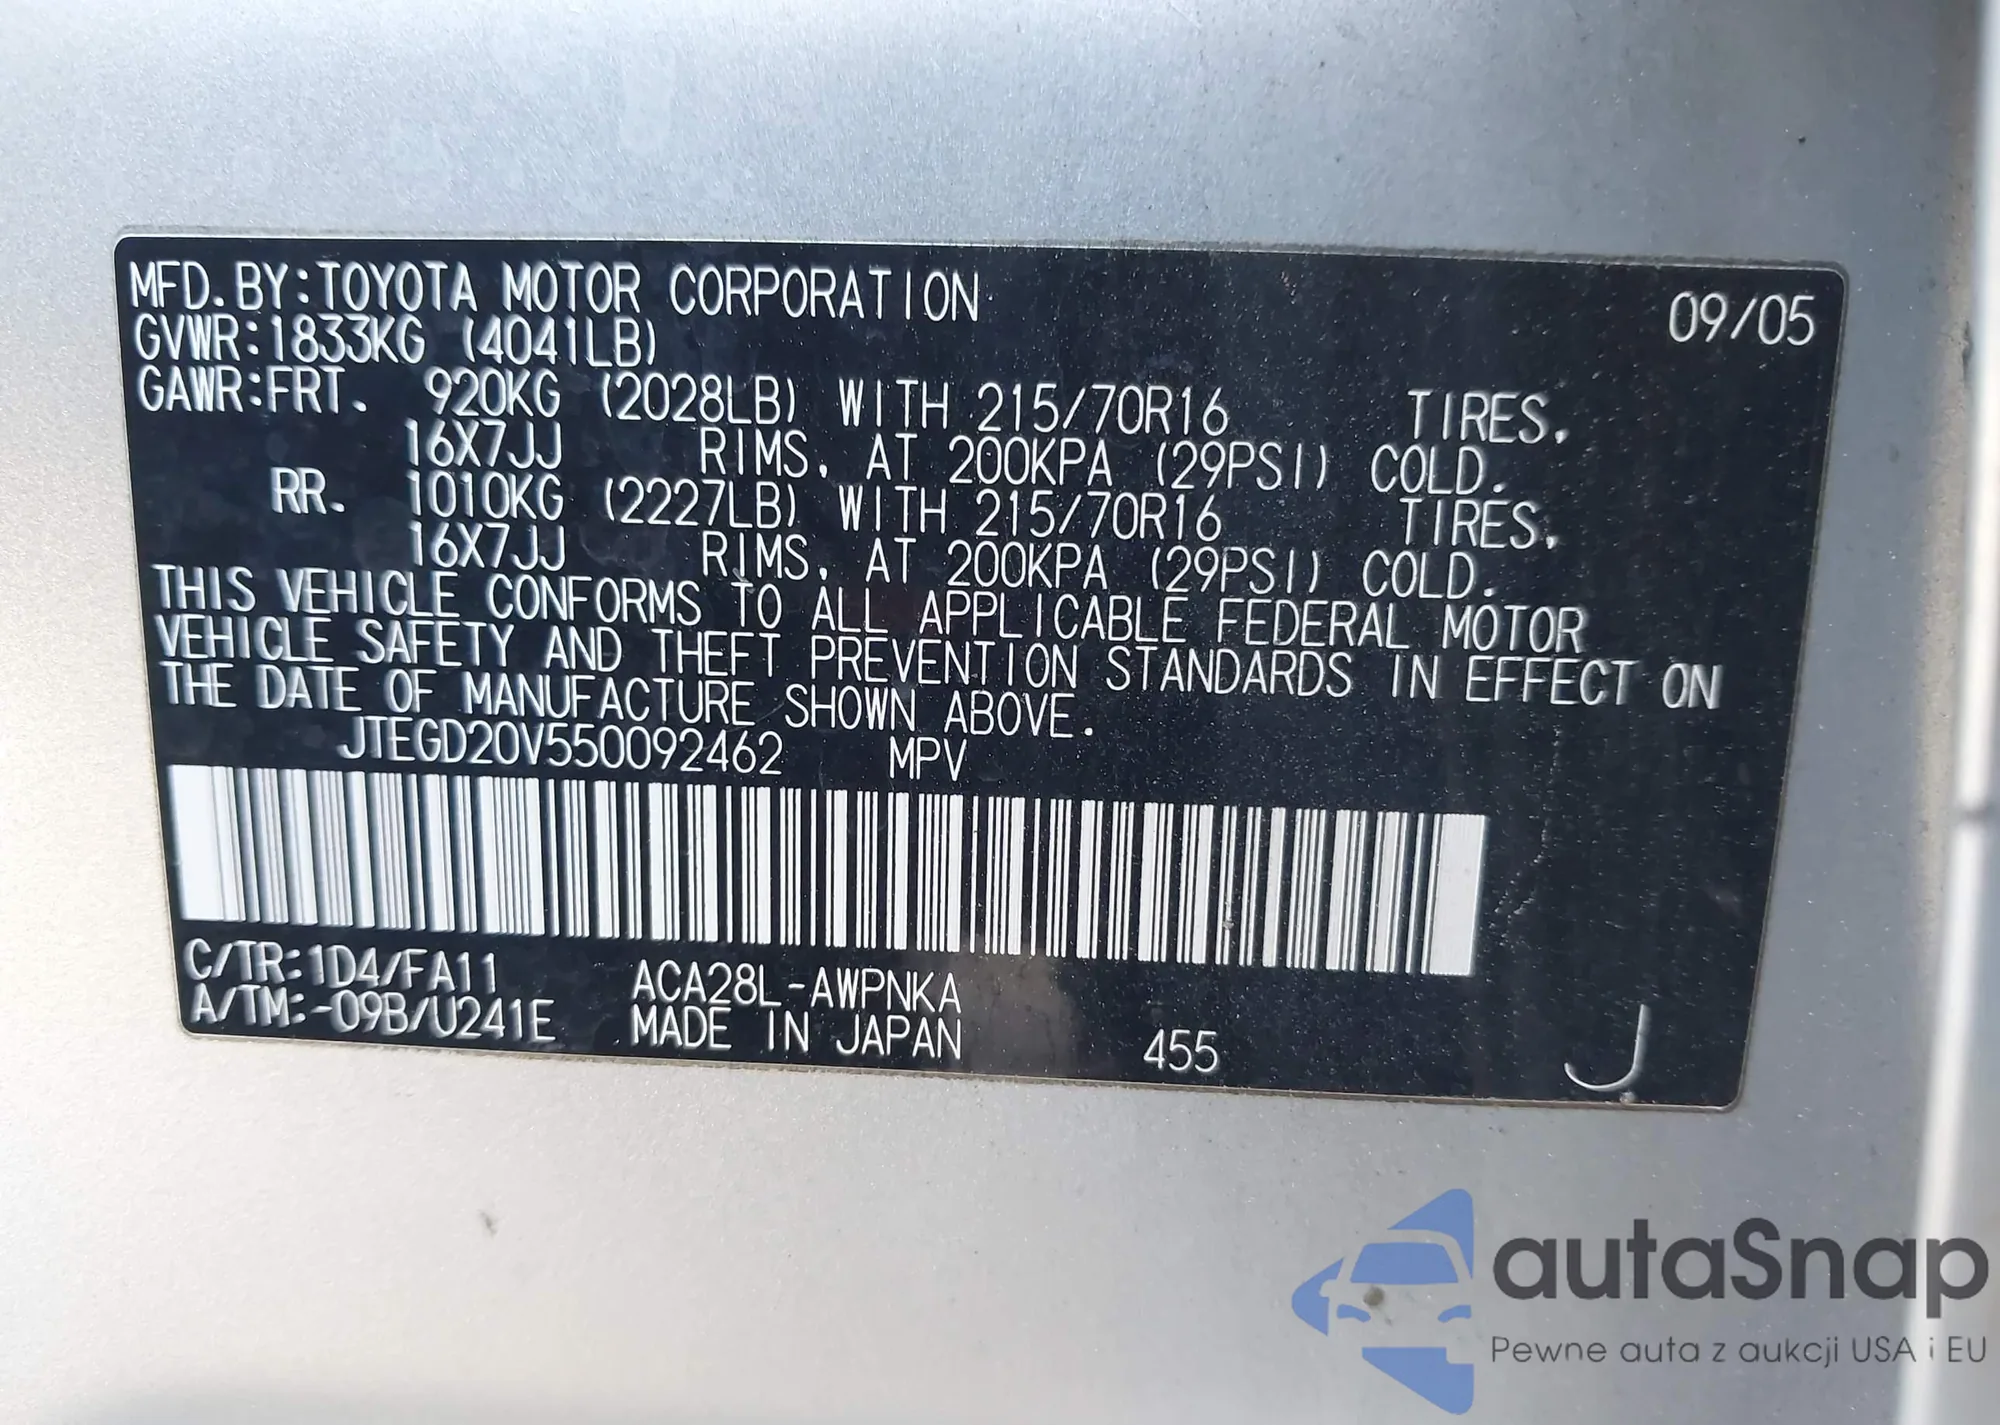 MFD.BY:TOYOTA MOTOR CORPORATION 09/05
GVWR:1833KG (4041LB)
GAWR:FRT. 920KG (2028LB) WITH 215/70R16 TIRES,
16X7JJ RIMS, AT 200KPA (29PSI) COLD.
RR. 1010KG (2227LB) WITH 215/70R16 TIRES,
16X7JJ RIMS, AT 200KPA (29PSI) COLD.
THIS VEHICLE CONFORMS TO ALL APPLICABLE FEDERAL MOTOR
VEHICLE SAFETY AND THEFT PREVENTION STANDARDS IN EFFECT ON
THE DATE OF MANUFACTURE SHOWN ABOVE.
JTEGD20V550092462 MPV
C/TR:1D4/FA11 ACA28L-AWPNKA
A/TM:-09B/U241E MADE IN JAPAN 455 J
autaSnap
Pewne auta z aukcji USA i EU